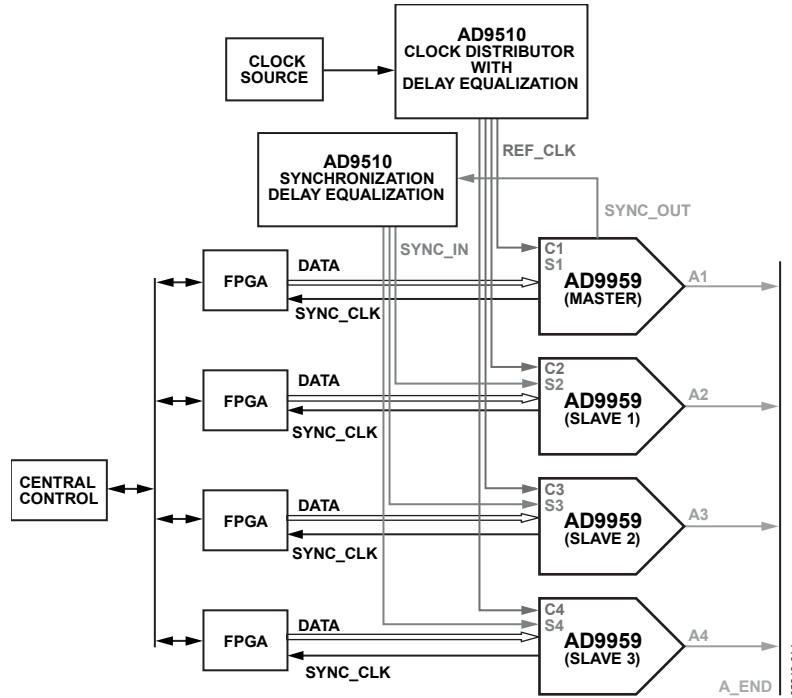 AD9510
CLOCK DISTRIBUTOR
WITH
DELAY EQUALIZATION
CLOCK
SOURCE
REF_CLK
AD9510
SYNCHRONIZATION
DELAY EQUALIZATION
SYNC_OUT
SYNC_IN
FPGA
DATA
SYNC_CLK
C1
S1
AD9959
(MASTER)
A1
FPGA
DATA
SYNC_CLK
C2
S2
AD9959
(SLAVE 1)
A2
CENTRAL
CONTROL
FPGA
DATA
SYNC_CLK
C3
S3
AD9959
(SLAVE 2)
A3
FPGA
DATA
SYNC_CLK
C4
S4
AD9959
(SLAVE 3)
A4
A_END